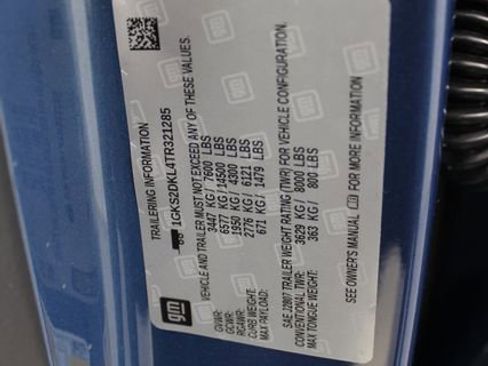 TRAILERING INFORMATION
1GKS2DKL4TR321285
VEHICLE AND TRAILER MUST NOT EXCEED ANY OF THESE VALUES.
GVWR: 3447 KG / 7600 LBS
GCWR: 6577 KG / 14500 LBS
RGAWR: 1950 KG / 4300 LBS
CURB WEIGHT: 2776 KG / 6121 LBS
MAX PAYLOAD: 671 KG / 1479 LBS
SAE J2807 TRAILER WEIGHT RATING (TWR) FOR VEHICLE CONFIGURATION.
CONVENTIONAL TWR: 3629 KG / 8000 LBS
MAX TONGUE WEIGHT: 363 KG / 800 LBS
SEE OWNER'S MANUAL FOR MORE INFORMATION
gm